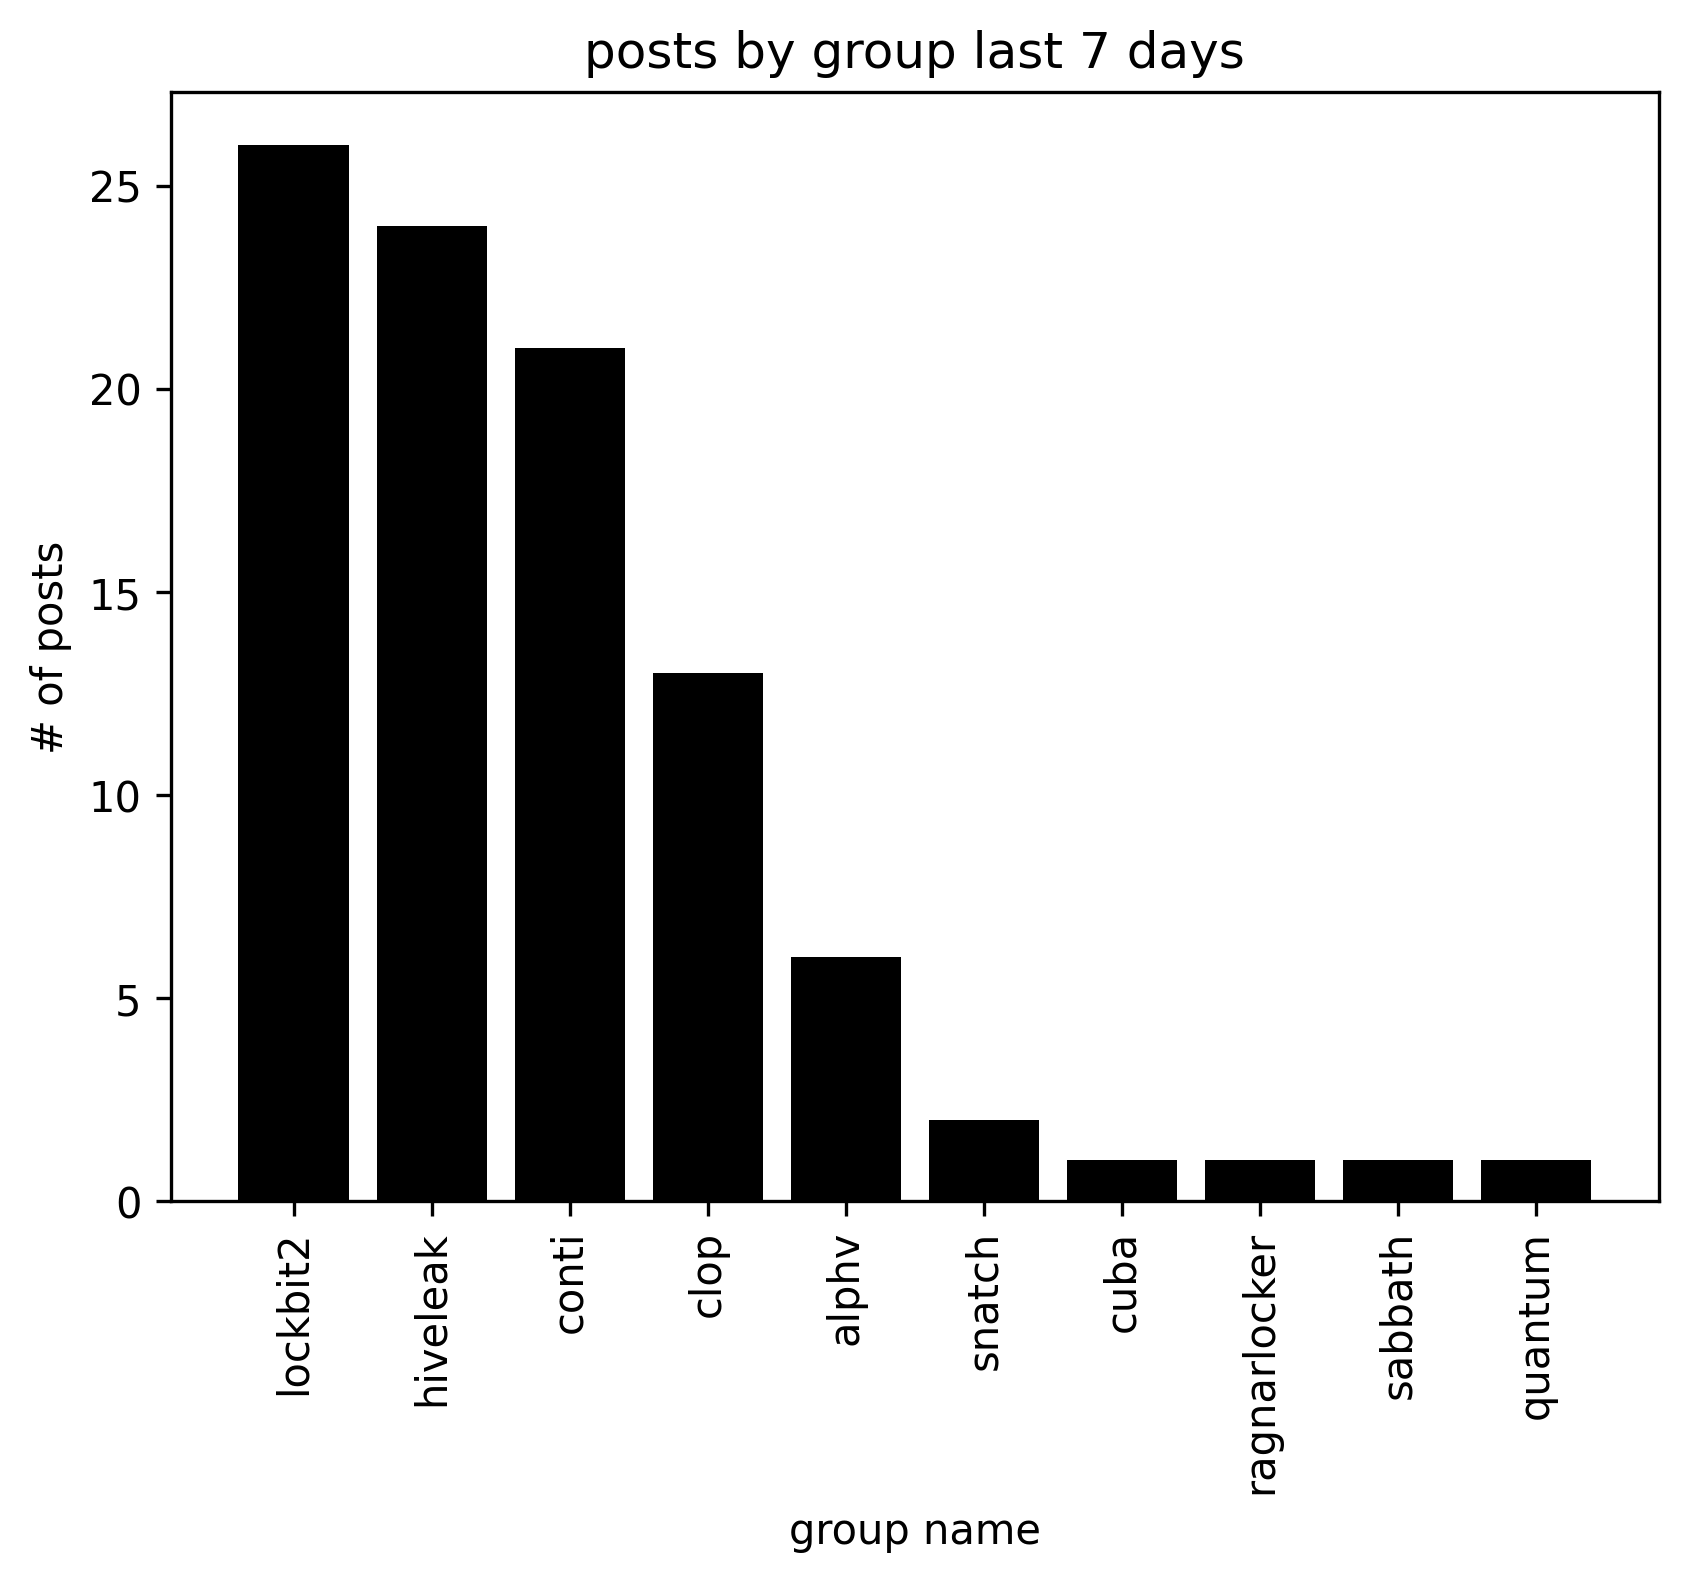 posts by group last 7 days
# of posts
25
20
15
10
5
0
lockbit2
hiveleak
conti
clop
alphv
snatch
cuba
ragnarlocker
sabbath
quantum
group name